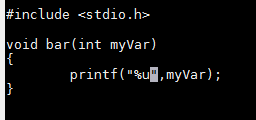 #include <stdio.h>

void bar(int myVar)
{
        printf("%u",myVar);
}